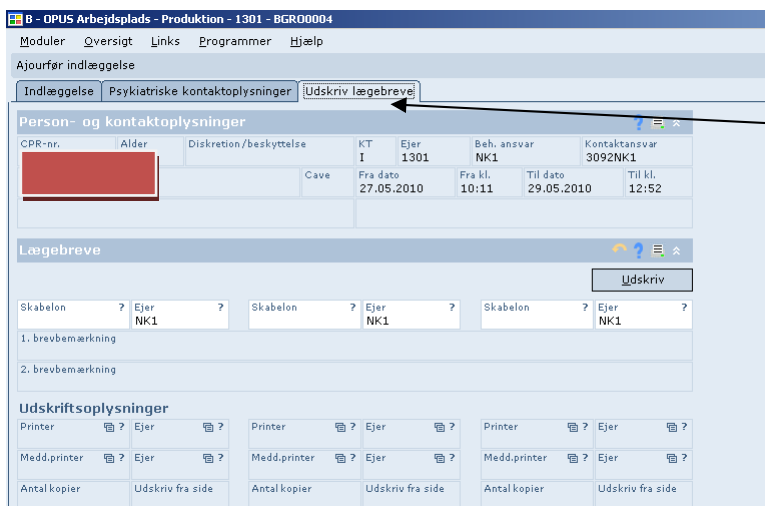 B - OPUS Arbejdsplads - Produktion - 1301 - BGRO0004
Moduler Oversigt Links Programmer Hjælp
Ajourfør indlæggelse
Indlæggelse Psykiatriske kontaktoplysninger Udskriv lægebreve
Person- og kontaktoplysninger ?
CPR-nr. Alder Diskretion/beskyttelse KT Ejer Beh. ansvar Kontaktansvar
I 1301 NK1 3092NK1
Cave Fra dato Fra kl. Til dato Til kl.
27.05.2010 10:11 29.05.2010 12:52
Lægebreve ?
Udskriv
Skabelon ? Ejer ? Skabelon ? Ejer ? Skabelon ? Ejer ?
NK1 NK1 NK1
1. brevbemærkning
2. brevbemærkning
Udskriftsoplysninger
Printer ? Ejer ? Printer ? Ejer ? Printer ? Ejer ?
Medd.printer ? Ejer ? Medd.printer ? Ejer ? Medd.printer ? Ejer ?
Antal kopier Udskriv fra side Antal kopier Udskriv fra side Antal kopier Udskriv fra side